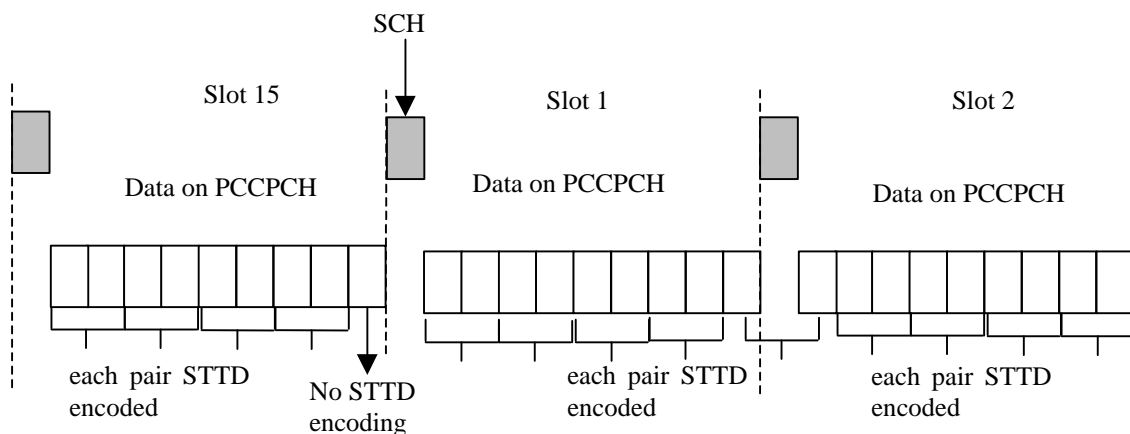 SCH
Slot 15
Slot 1
Slot 2
Data on PCCPCH
Data on PCCPCH
Data on PCCPCH
each pair STTD
encoded
No STTD
encoding
each pair STTD
encoded
each pair STTD
encoded